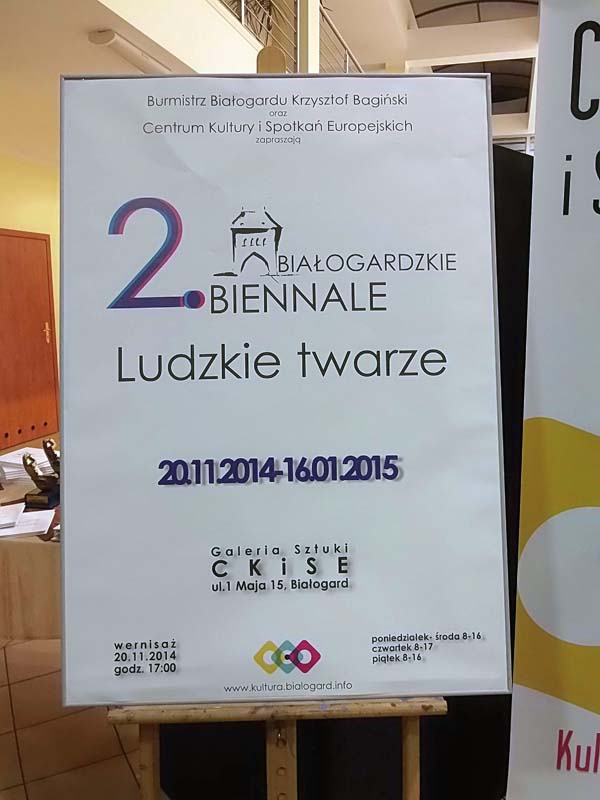 Burmistrz Białogardu Krzysztof Bagiński
oraz
Centrum Kultury i Spotkań Europejskich
zapraszają
2. BIAŁOGARDZKIE
BIENNALE
Ludzkie twarze
20.11.2014-16.01.2015
Galeria Sztuki
CKiSE
ul.1 Maja 15, Białogard
wernisaż
20.11.2014
godz. 17:00
www.kultura.bialogard.info
poniedziałek- środa 8-16
czwartek 8-17
piątek 8-16
C
i S
Kul